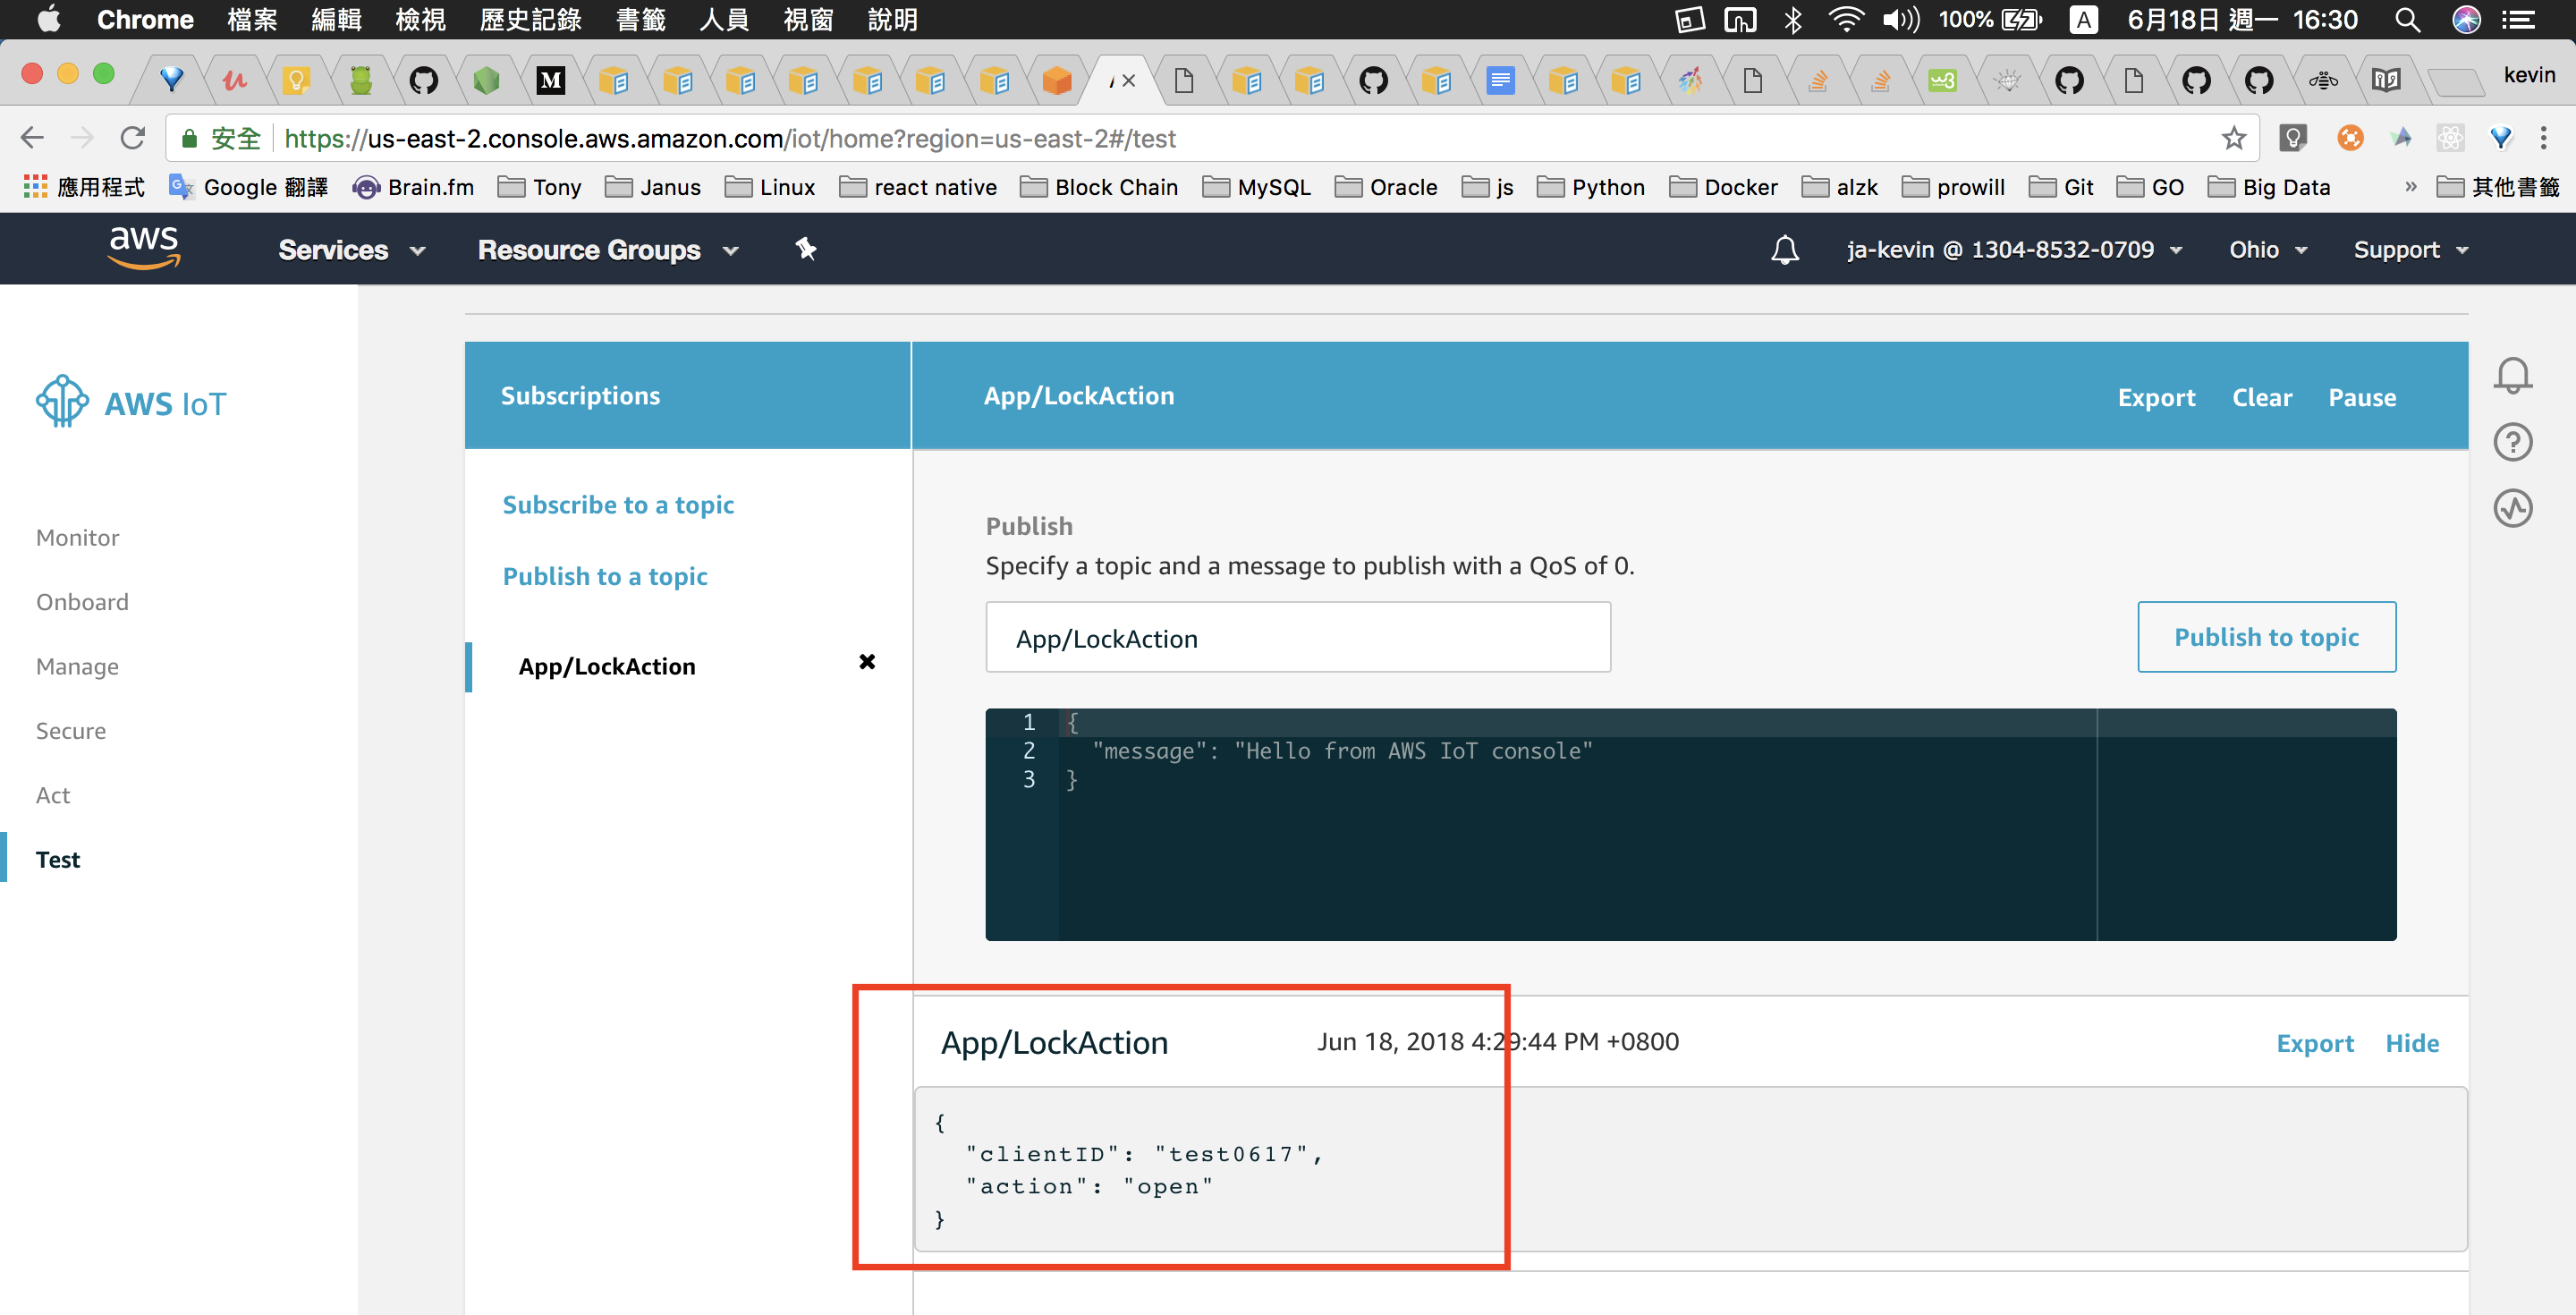 Chrome 檔案 編輯 檢視 歷史記錄 書籤 人員 視窗 說明 100% A 6月18日 週一 16:30
kevin
安全 https://us-east-2.console.aws.amazon.com/iot/home?region=us-east-2#/test
應用程式 Google 翻譯 Brain.fm Tony Janus Linux react native Block Chain MySQL Oracle js Python Docker alzk prowill Git GO Big Data » 其他書籤
aws Services Resource Groups ja-kevin @ 1304-8532-0709 Ohio Support
AWS IoT
Monitor
Onboard
Manage
Secure
Act
Test
Subscriptions
Subscribe to a topic
Publish to a topic
App/LockAction
App/LockAction Export Clear Pause
Publish
Specify a topic and a message to publish with a QoS of 0.
App/LockAction Publish to topic
1 {
2 "message": "Hello from AWS IoT console"
3 }
App/LockAction Jun 18, 2018 4:29:44 PM +0800 Export Hide
{
"clientID": "test0617",
"action": "open"
}